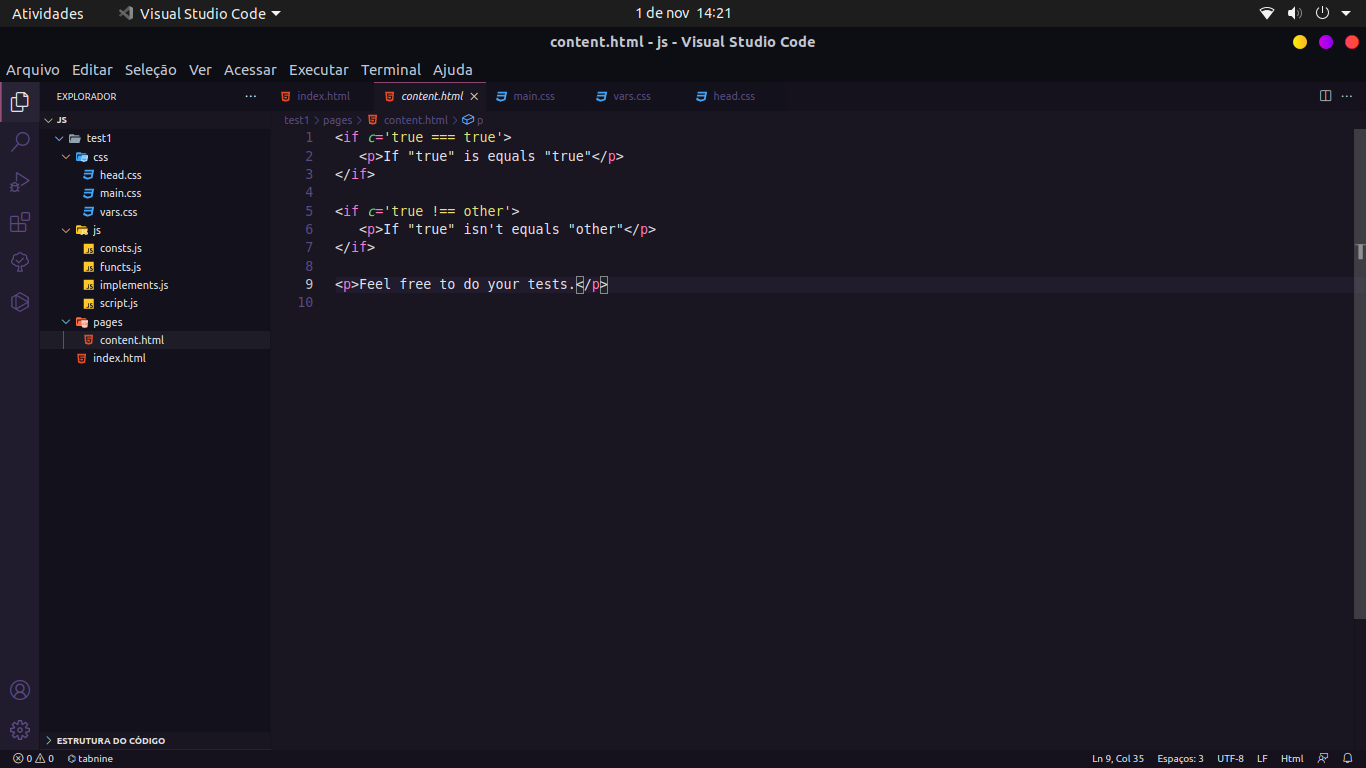 Atividades Visual Studio Code 1 de nov 14:21
content.html - js - Visual Studio Code
Arquivo Editar Seleção Ver Acessar Executar Terminal Ajuda
EXPLORADOR ···
JS
test1
css
head.css
main.css
vars.css
js
consts.js
functs.js
implements.js
script.js
pages
content.html
index.html
ESTRUTURA DO CÓDIGO
index.html content.html main.css vars.css head.css
test1 > pages > content.html > p
1 <if c='true === true'>
2 <p>If "true" is equals "true"</p>
3 </if>
4
5 <if c='true !== other'>
6 <p>If "true" isn't equals "other"</p>
7 </if>
8
9 <p>Feel free to do your tests.</p>
10
0 0 tabnine Ln 9, Col 35 Espaços: 3 UTF-8 LF Html